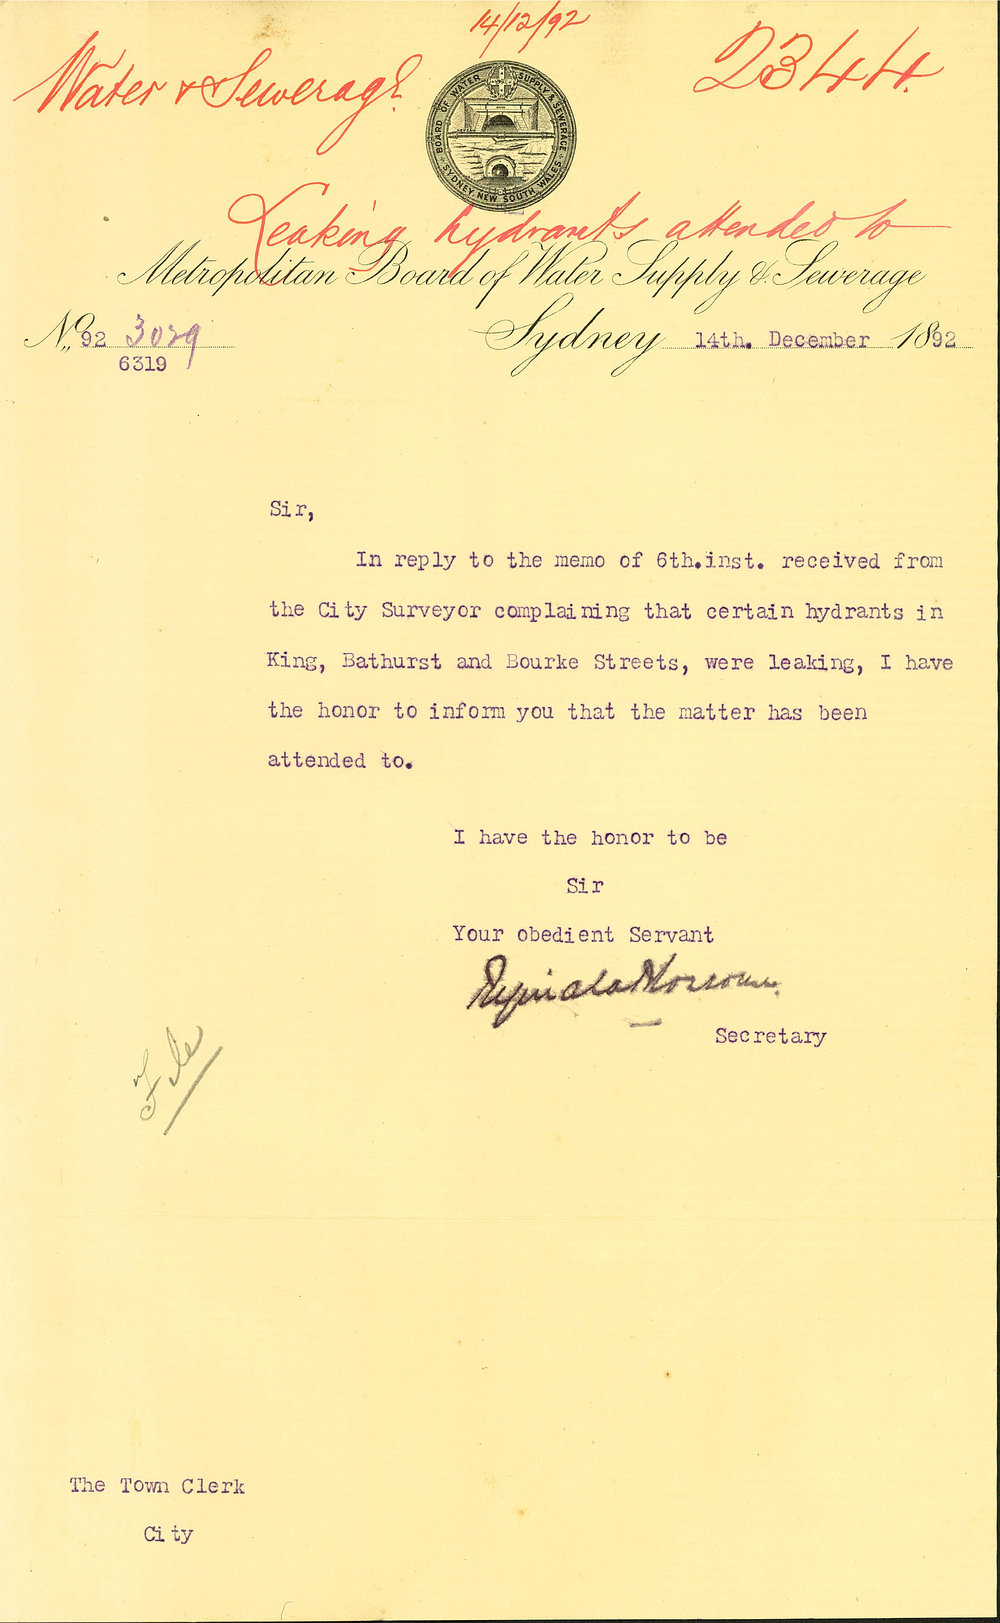 14/12/92
Water & Sewerage
2344.
BOARD OF WATER SUPPLY & SEWERAGE
SYDNEY, NEW SOUTH WALES
Leaking hydrants attended to
Metropolitan Board of Water Supply & Sewerage
No. 92 3029
6319
Sydney 14th. December 1892
Sir,
In reply to the memo of 6th.inst. received from
the City Surveyor complaining that certain hydrants in
King, Bathurst and Bourke Streets, were leaking, I have
the honor to inform you that the matter has been
attended to.
I have the honor to be
Sir
Your obedient Servant
Secretary
File
The Town Clerk
City